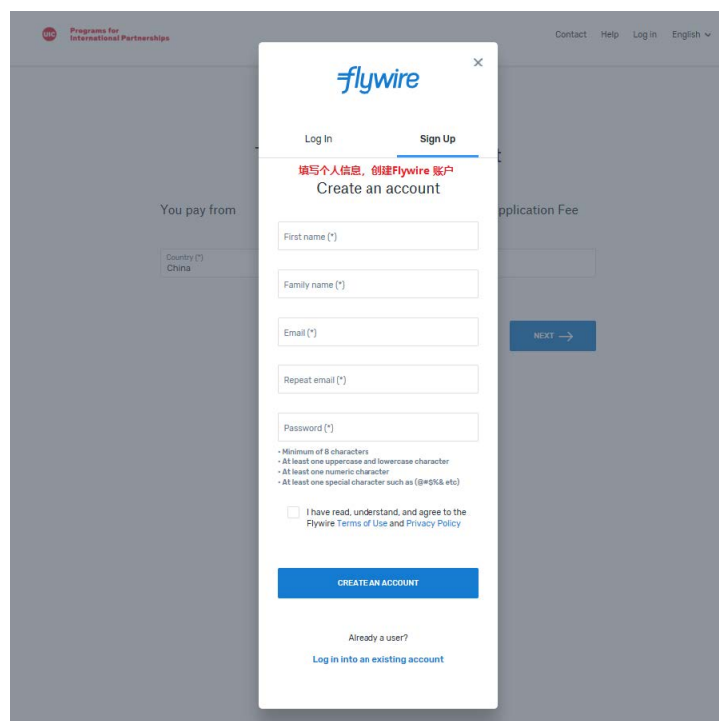 UIC
Programs for
International Partnerships
Contact Help Log in English
flywire
Log In Sign Up
填写个人信息，创建Flywire 账户
Create an account
You pay from
pplication Fee
First name (*)
Country (*)
China
Family name (*)
Email (*)
NEXT
Repeat email (*)
Password (*)
• Minimum of 8 characters
• At least one uppercase and lowercase character
• At least one numeric character
• At least one special character such as (@#$%& etc)
I have read, understand, and agree to the
Flywire Terms of Use and Privacy Policy
CREATE AN ACCOUNT
Already a user?
Log in into an existing account